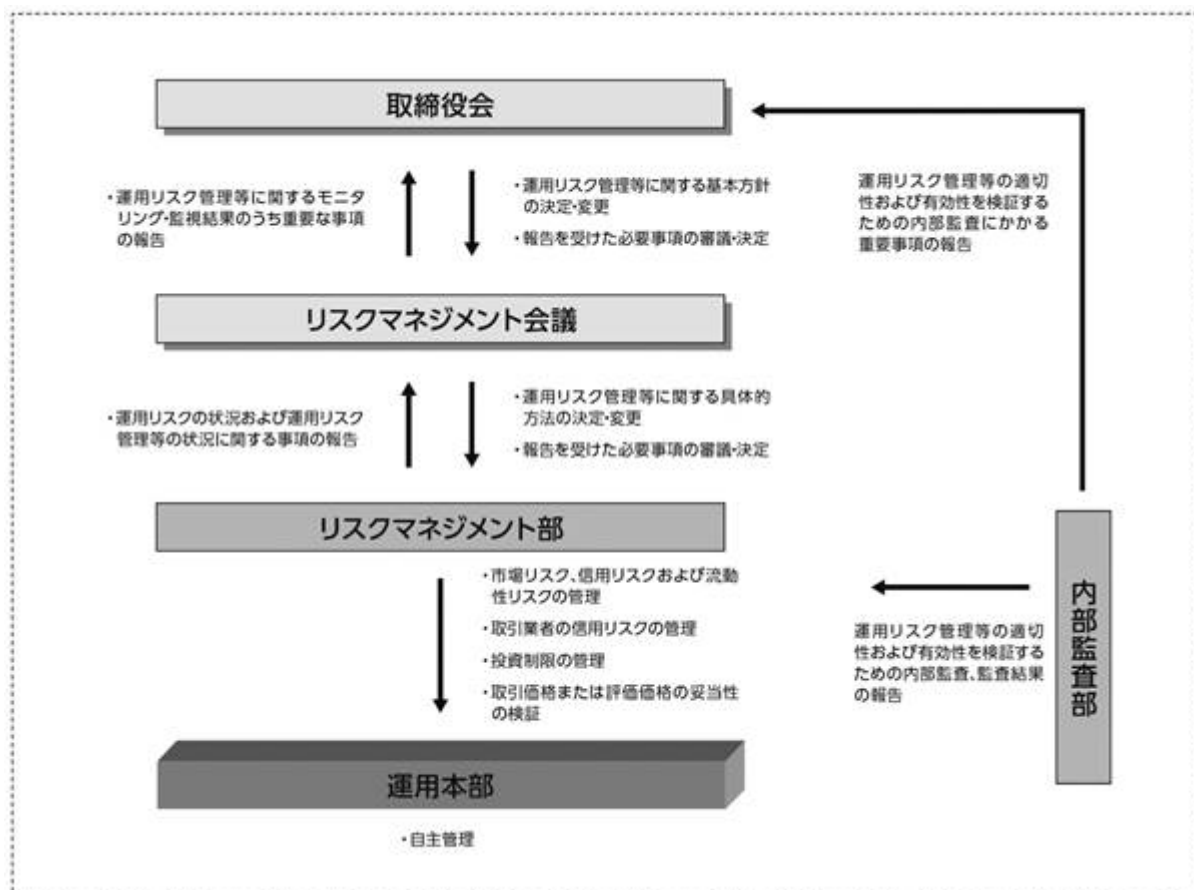 取締役会
・運用リスク管理等に関するモニタ
リング・監視結果のうち重要な事項
の報告
・運用リスク管理等に関する基本方針
の決定・変更
・報告を受けた必要事項の審議・決定
運用リスク管理等の適切
性および有効性を検証する
ための内部監査にかかる
重要事項の報告
リスクマネジメント会議
・運用リスクの状況および運用リスク
管理等の状況に関する事項の報告
・運用リスク管理等に関する具体的
方法の決定・変更
・報告を受けた必要事項の審議・決定
リスクマネジメント部
・市場リスク、信用リスクおよび流動
性リスクの管理
・取引業者の信用リスクの管理
・投資制限の管理
・取引価格または評価価格の妥当性
の検証
運用リスク管理等の適切
性および有効性を検証する
ための内部監査、監査結果
の報告
内部監査部
運用本部
・自主管理